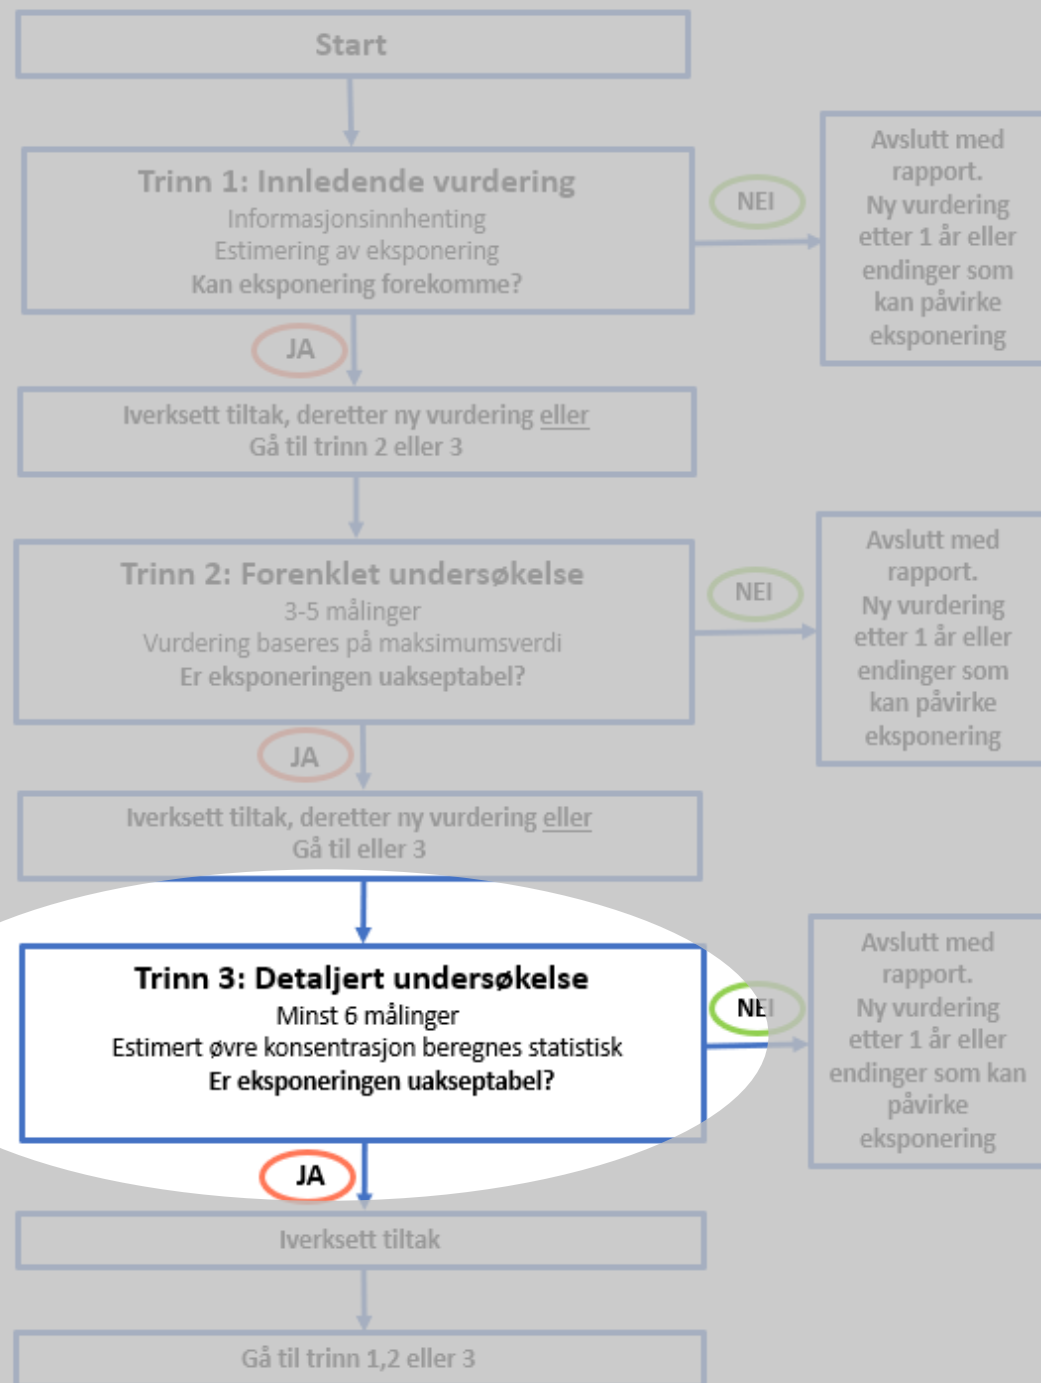 Start
Trinn 1: Innledende vurdering
Informasjonsinnhenting
Estimering av eksponering
Kan eksponering forekomme?
NEI
Avslutt med
rapport.
Ny vurdering
etter 1 år eller
endinger som
kan påvirke
eksponering
JA
Iverksett tiltak, deretter ny vurdering eller
Gå til trinn 2 eller 3
Trinn 2: Forenklet undersøkelse
3-5 målinger
Vurdering baseres på maksimumsverdi
Er eksponeringen uakseptabel?
NEI
Avslutt med
rapport.
Ny vurdering
etter 1 år eller
endinger som
kan påvirke
eksponering
JA
Iverksett tiltak, deretter ny vurdering eller
Gå til eller 3
Trinn 3: Detaljert undersøkelse
Minst 6 målinger
Estimert øvre konsentrasjon beregnes statistisk
Er eksponeringen uakseptabel?
NEI
Avslutt med
rapport.
Ny vurdering
etter 1 år eller
endinger som kan
påvirke
eksponering
JA
Iverksett tiltak
Gå til trinn 1,2 eller 3